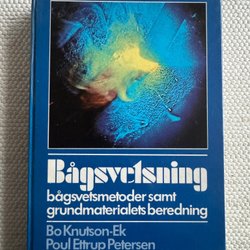 Bågsvetsning
bågsvetsmetoder samt
grundmaterialets beredning
Bo Knutson-Ek
Poul Ettrup Petersen